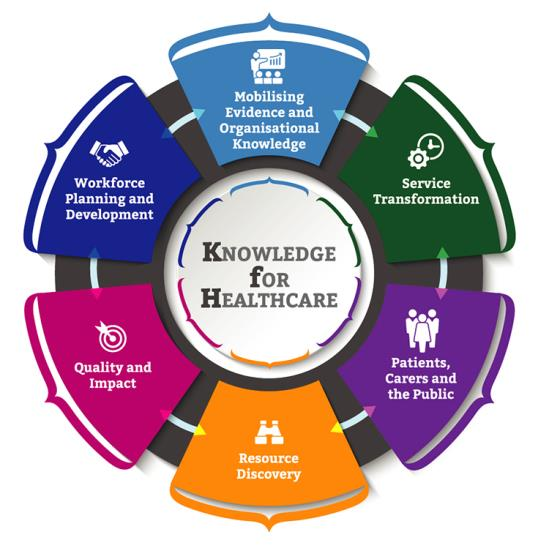 Mobilising
Evidence and
Organisational
Knowledge
Service
Transformation
Patients,
Carers and
the Public
Resource
Discovery
Quality and
Impact
Workforce
Planning and
Development
KNOWLEDGE
FOR
HEALTHCARE